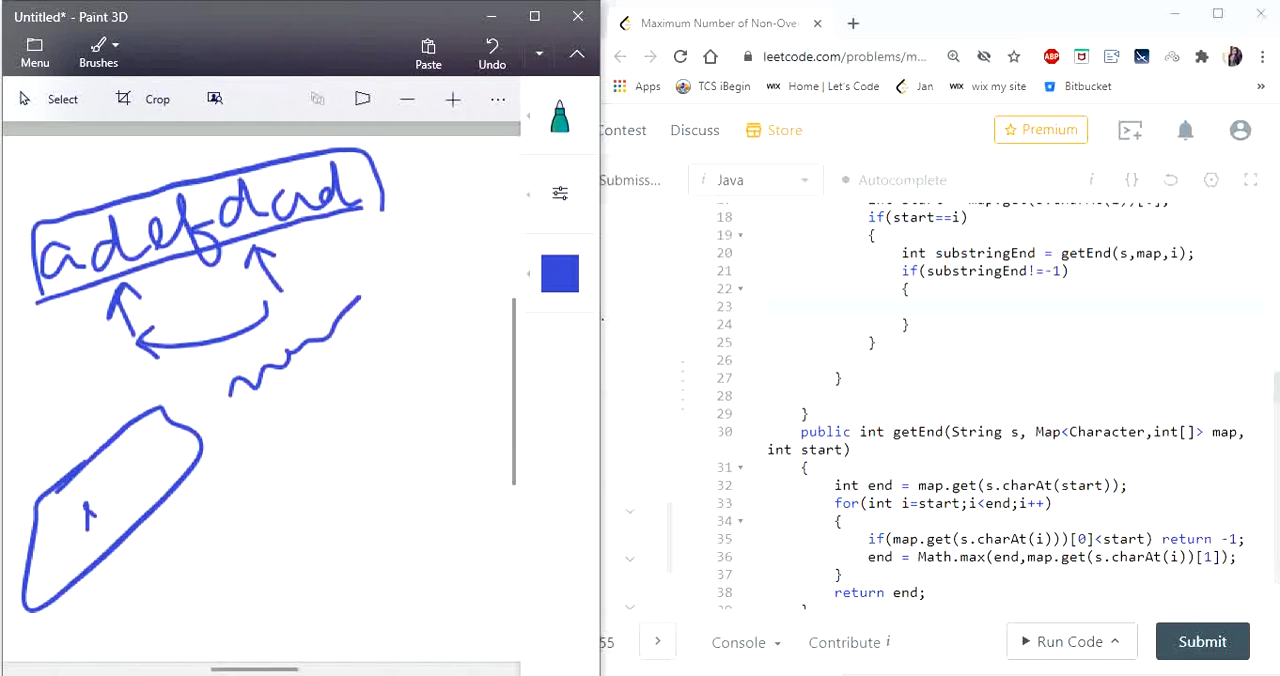 Untitled* - Paint 3D
Menu
Brushes
Paste
Undo
Select
Crop
adefdcad
Maximum Number of Non-Ove
leetcode.com/problems/m...
ABP
Apps
TCS iBegin
WIX Home | Let's Code
Jan
WIX wix my site
Bitbucket
»
Contest
Discuss
Store
Premium
Submiss...
i Java
Autocomplete
i {}
18 if(start==i)
19 {
20 int substringEnd = getEnd(s,map,i);
21 if(substringEnd!=-1)
22 {
23
24 }
25 }
26
27 }
28
29 }
30 public int getEnd(String s, Map<Character,int[]> map,
int start)
31 {
32 int end = map.get(s.charAt(start));
33 for(int i=start;i<end;i++)
34 {
35 if(map.get(s.charAt(i)))[0]<start) return -1;
36 end = Math.max(end,map.get(s.charAt(i))[1]);
37 }
38 return end;
55
Console
Contribute i
Run Code
Submit